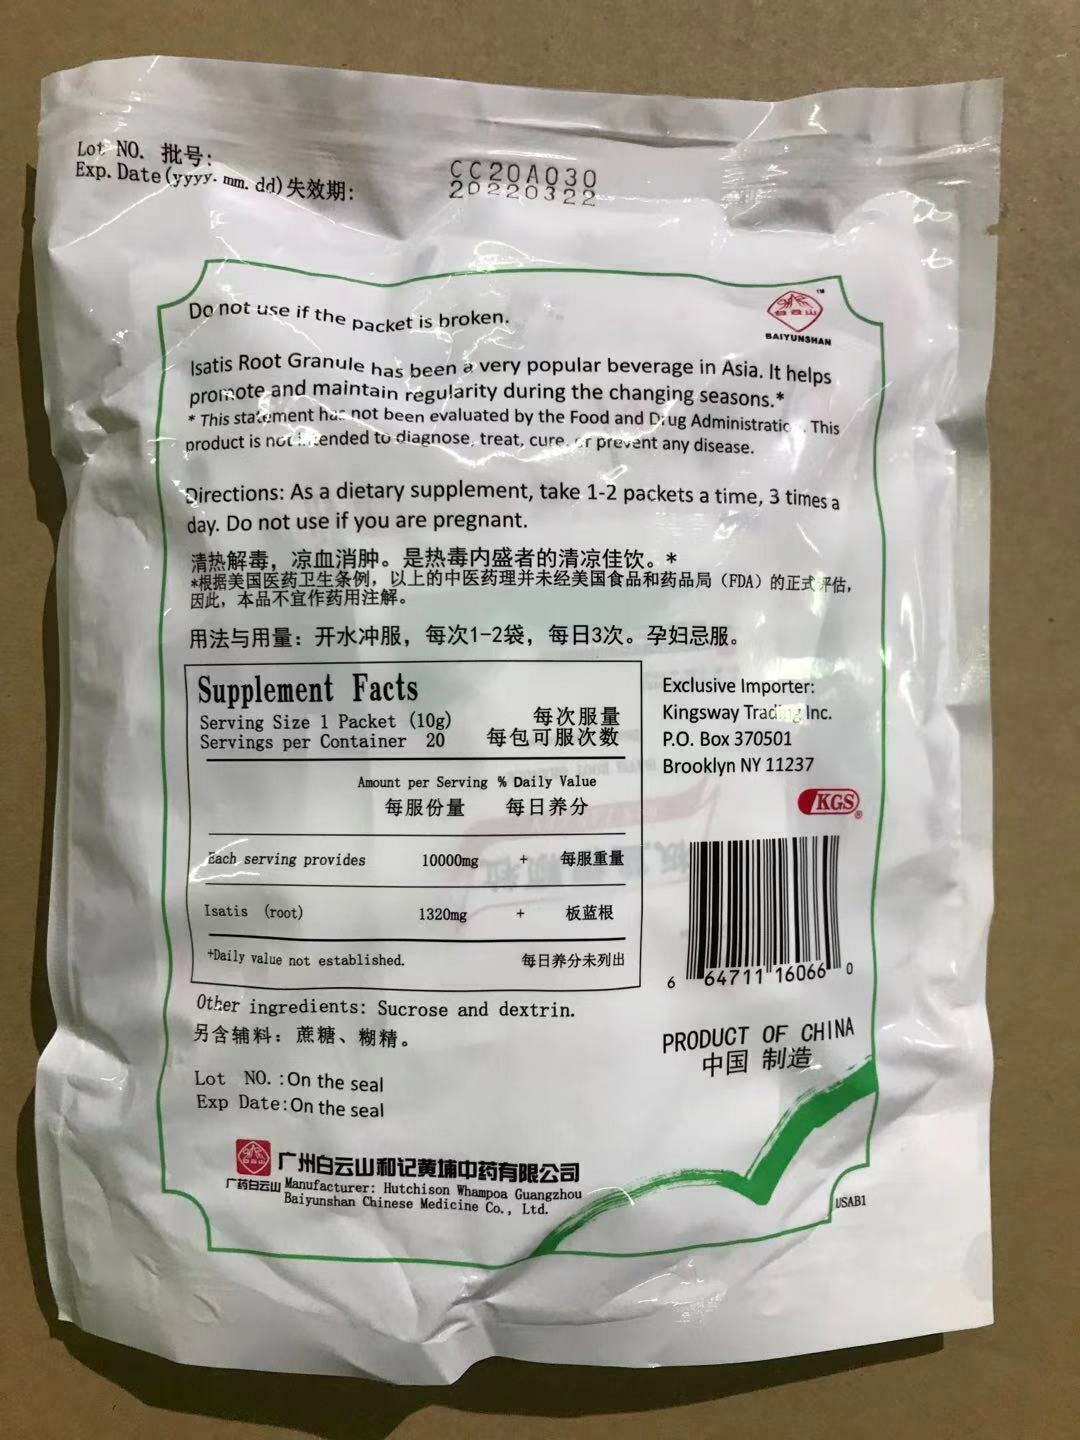 Lot NO. 批号:
CC20A030
Exp. Date(yyyy. mm. dd)失效期:
20220322
Do not use if the packet is broken.
白云山
TM
BAIYUNSHAN
Isatis Root Granule has been a very popular beverage in Asia. It helps
promote and maintain regularity during the changing seasons.*
* This statement has not been evaluated by the Food and Drug Administration. This
product is not intended to diagnose, treat, cure, or prevent any disease.
Directions: As a dietary supplement, take 1-2 packets a time, 3 times a
day. Do not use if you are pregnant.
清热解毒，凉血消肿。是热毒内盛者的清凉佳饮。*
*根据美国医药卫生条例，以上的中医药理并未经美国食品和药品局（FDA）的正式评估，
因此，本品不宜作药用注解。
用法与用量：开水冲服，每次1-2袋，每日3次。孕妇忌服。
Supplement Facts
Serving Size 1 Packet (10g) 每次服量
Servings per Container 20 每包可服次数
Amount per Serving % Daily Value
每服份量 每日养分
Each serving provides 10000mg + 每服重量
Isatis (root) 1320mg + 板蓝根
+Daily value not established. 每日养分未列出
Other ingredients: Sucrose and dextrin.
另含辅料：蔗糖、糊精。
Lot NO.:On the seal
Exp Date:On the seal
Exclusive Importer:
Kingsway Trading Inc.
P.O. Box 370501
Brooklyn NY 11237
KGS®
6 64711 16066 0
PRODUCT OF CHINA
中国 制造
广药白云山
广州白云山和记黄埔中药有限公司
Manufacturer: Hutchison Whampoa Guangzhou
Baiyunshan Chinese Medicine Co., Ltd.
USAB1